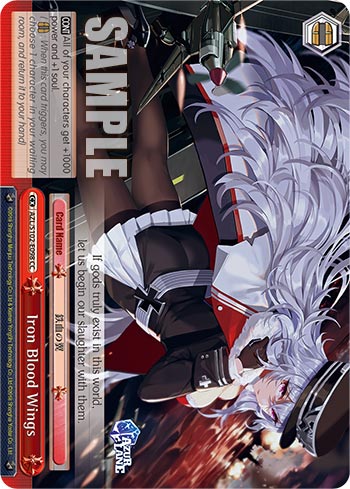 SAMPLE
CONT All of your characters get +1000
power and +1 soul.
(When this card triggers, you may
choose 1 character in your waiting
room, and return it to your hand)
If gods truly exist in this world,
let us begin our slaughter with them.
AZUR
LANE
Card Name
鉄血の翼
CX AZL/S102-E098 CC
Iron Blood Wings